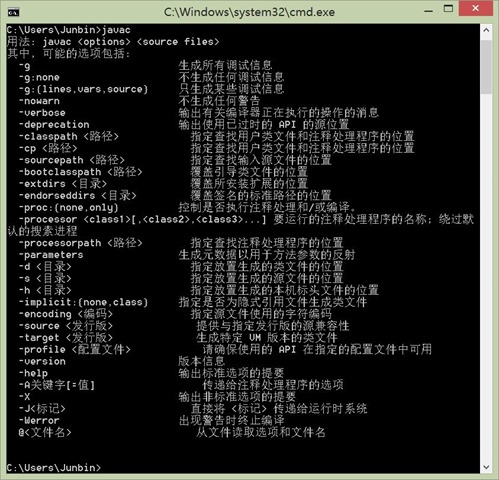 C:\Windows\system32\cmd.exe
C:\Users\Junbin>javac
用法: javac <options> <source files>
其中, 可能的选项包括:
-g 生成所有调试信息
-g:none 不生成任何调试信息
-g:{lines,vars,source} 只生成某些调试信息
-nowarn 不生成任何警告
-verbose 输出有关编译器正在执行的操作的消息
-deprecation 输出使用已过时的 API 的源位置
-classpath <路径> 指定查找用户类文件和注释处理程序的位置
-cp <路径> 指定查找用户类文件和注释处理程序的位置
-sourcepath <路径> 指定查找输入源文件的位置
-bootclasspath <路径> 覆盖引导类文件的位置
-extdirs <目录> 覆盖所安装扩展的位置
-endorseddirs <目录> 覆盖签名的标准路径的位置
-proc:{none,only} 控制是否执行注释处理和/或编译。
-processor <class1>[,<class2>,<class3>...] 要运行的注释处理程序的名称; 绕过默
认的搜索进程
-processorpath <路径> 指定查找注释处理程序的位置
-parameters 生成元数据以用于方法参数的反射
-d <目录> 指定放置生成的类文件的位置
-s <目录> 指定放置生成的源文件的位置
-h <目录> 指定放置生成的本机标头文件的位置
-implicit:{none,class} 指定是否为隐式引用文件生成类文件
-encoding <编码> 指定源文件使用的字符编码
-source <发行版> 提供与指定发行版的源兼容性
-target <发行版> 生成特定 VM 版本的类文件
-profile <配置文件> 请确保使用的 API 在指定的配置文件中可用
-version 版本信息
-help 输出标准选项的提要
-A关键字[=值] 传递给注释处理程序的选项
-X 输出非标准选项的提要
-J<标记> 直接将 <标记> 传递给运行时系统
-Werror 出现警告时终止编译
@<文件名> 从文件读取选项和文件名
C:\Users\Junbin>